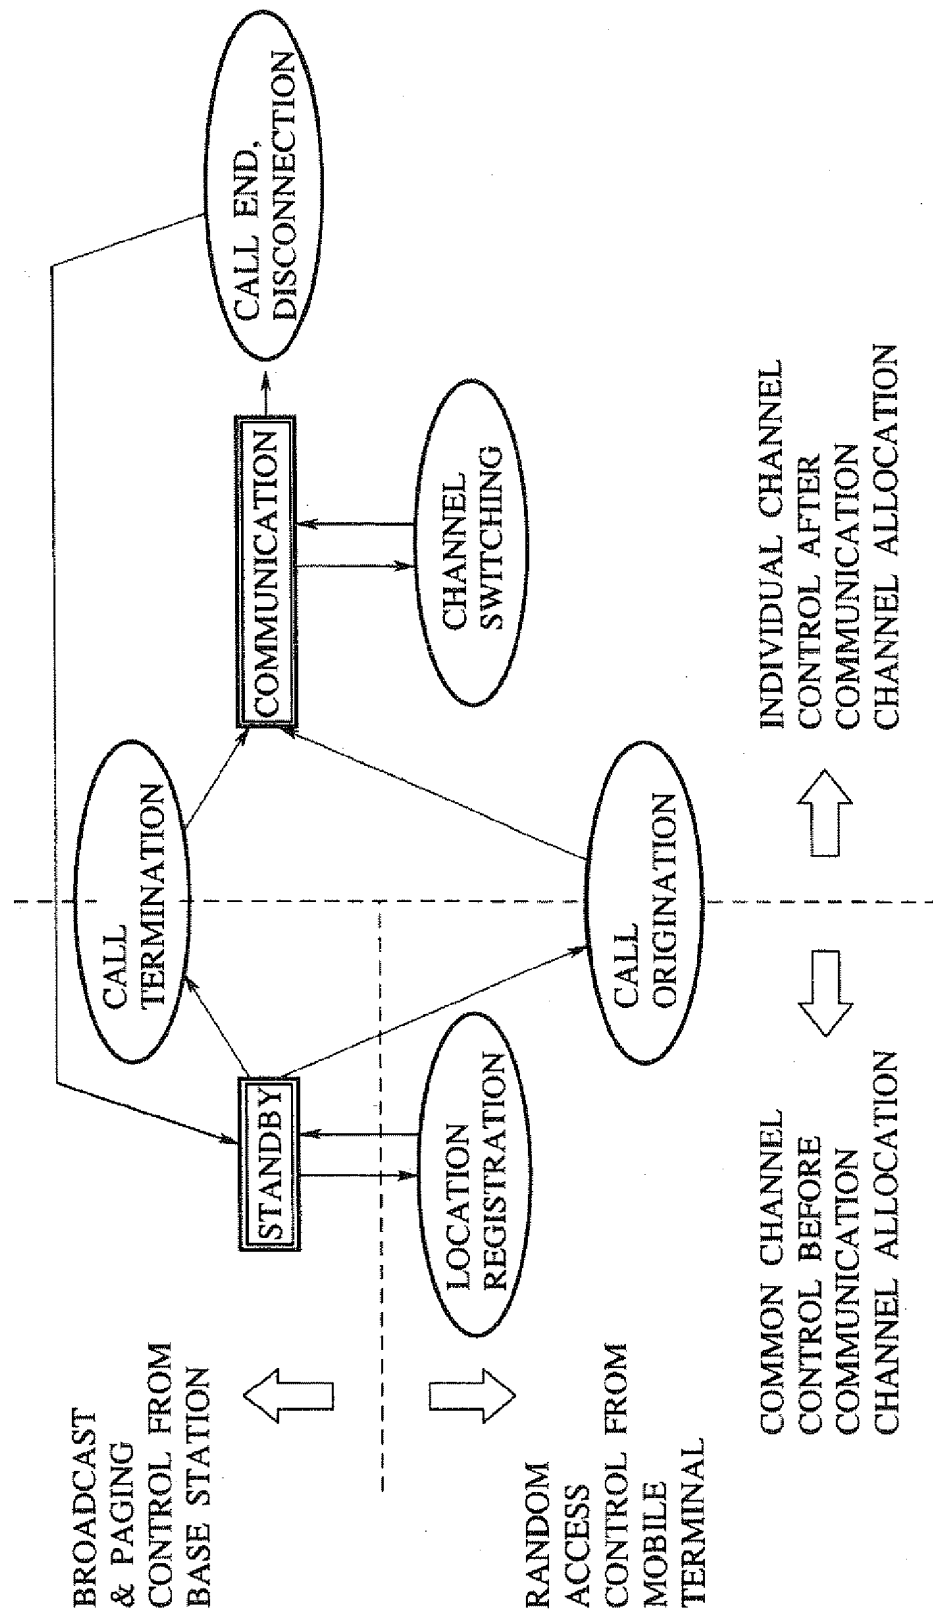 BROADCAST
& PAGING
CONTROL FROM
BASE STATION
RANDOM
ACCESS
CONTROL FROM
MOBILE
TERMINAL
STANDBY
LOCATION
REGISTRATION
CALL
TERMINATION
CALL
ORIGINATION
COMMUNICATION
CHANNEL
SWITCHING
CALL END,
DISCONNECTION
COMMON CHANNEL
CONTROL BEFORE
COMMUNICATION
CHANNEL ALLOCATION
INDIVIDUAL CHANNEL
CONTROL AFTER
COMMUNICATION
CHANNEL ALLOCATION